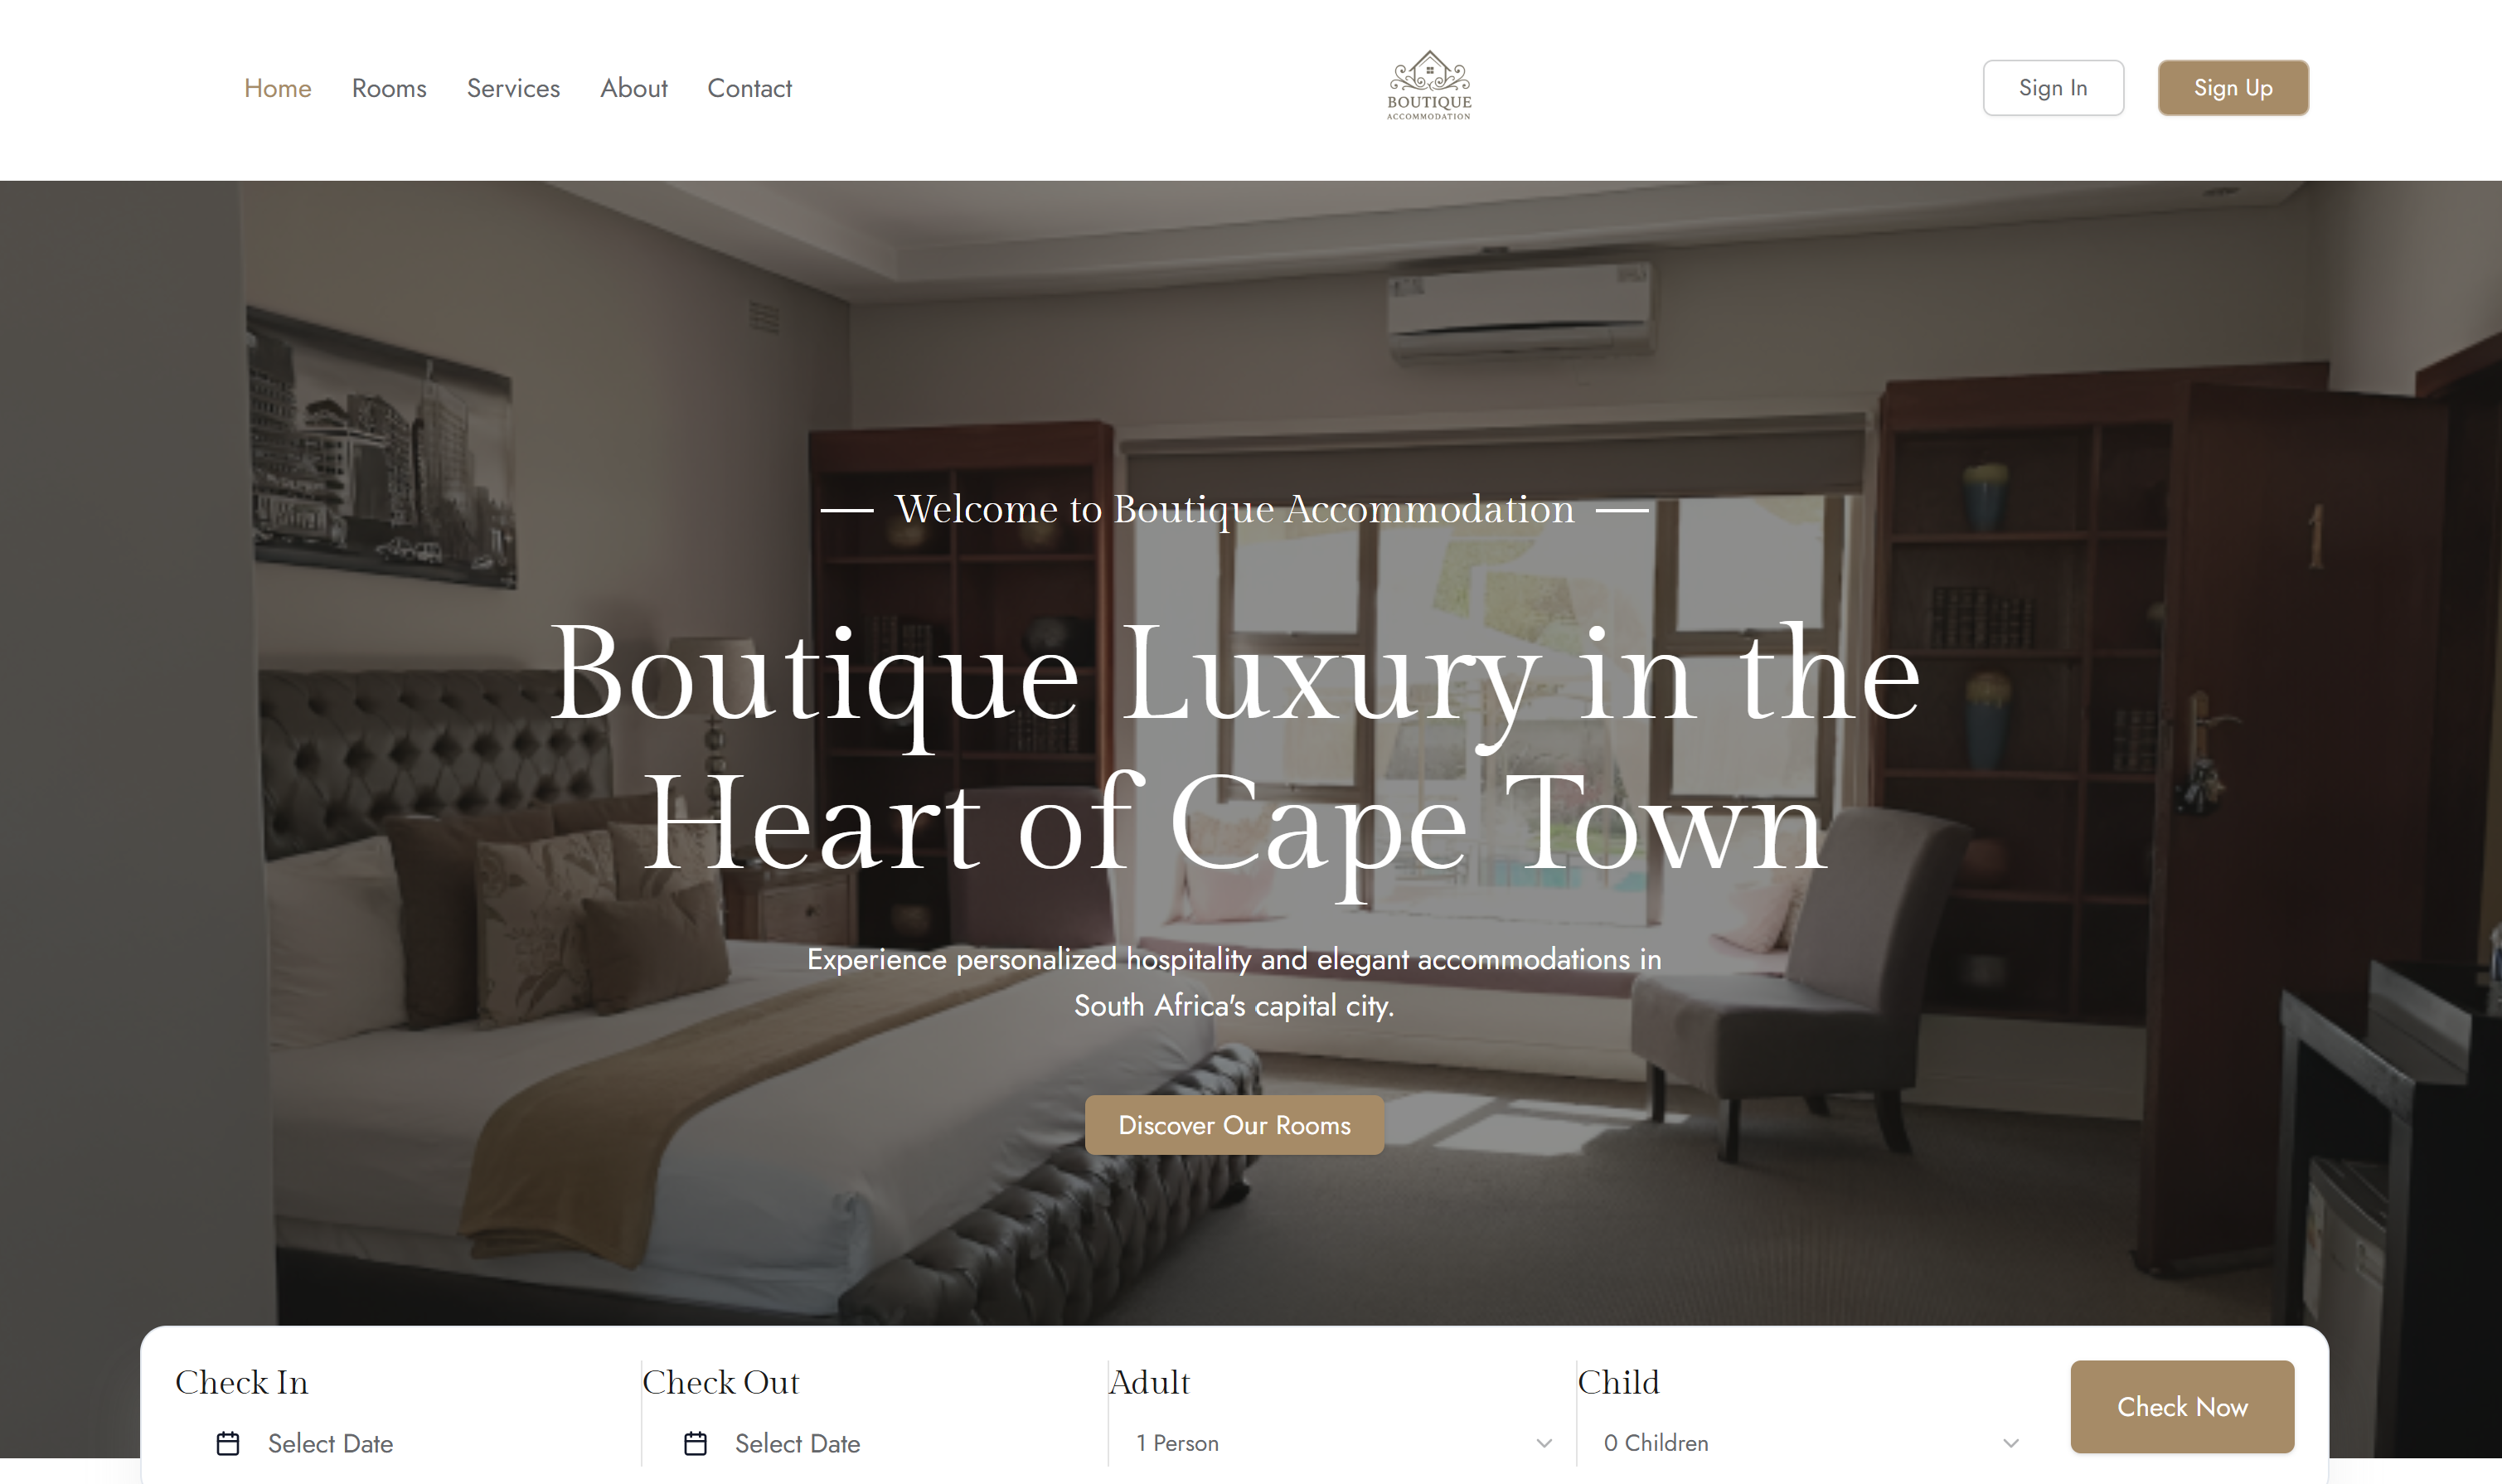 Home Rooms Services About Contact
BOUTIQUE
ACCOMMODATION
Sign In
Sign Up
Welcome to Boutique Accommodation
1
Boutique Luxury in the
Heart of Cape Town
Experience personalized hospitality and elegant accommodations in
South Africa's capital city.
Discover Our Rooms
Check In
Select Date
Check Out
Select Date
Adult
1 Person
Child
0 Children
Check Now